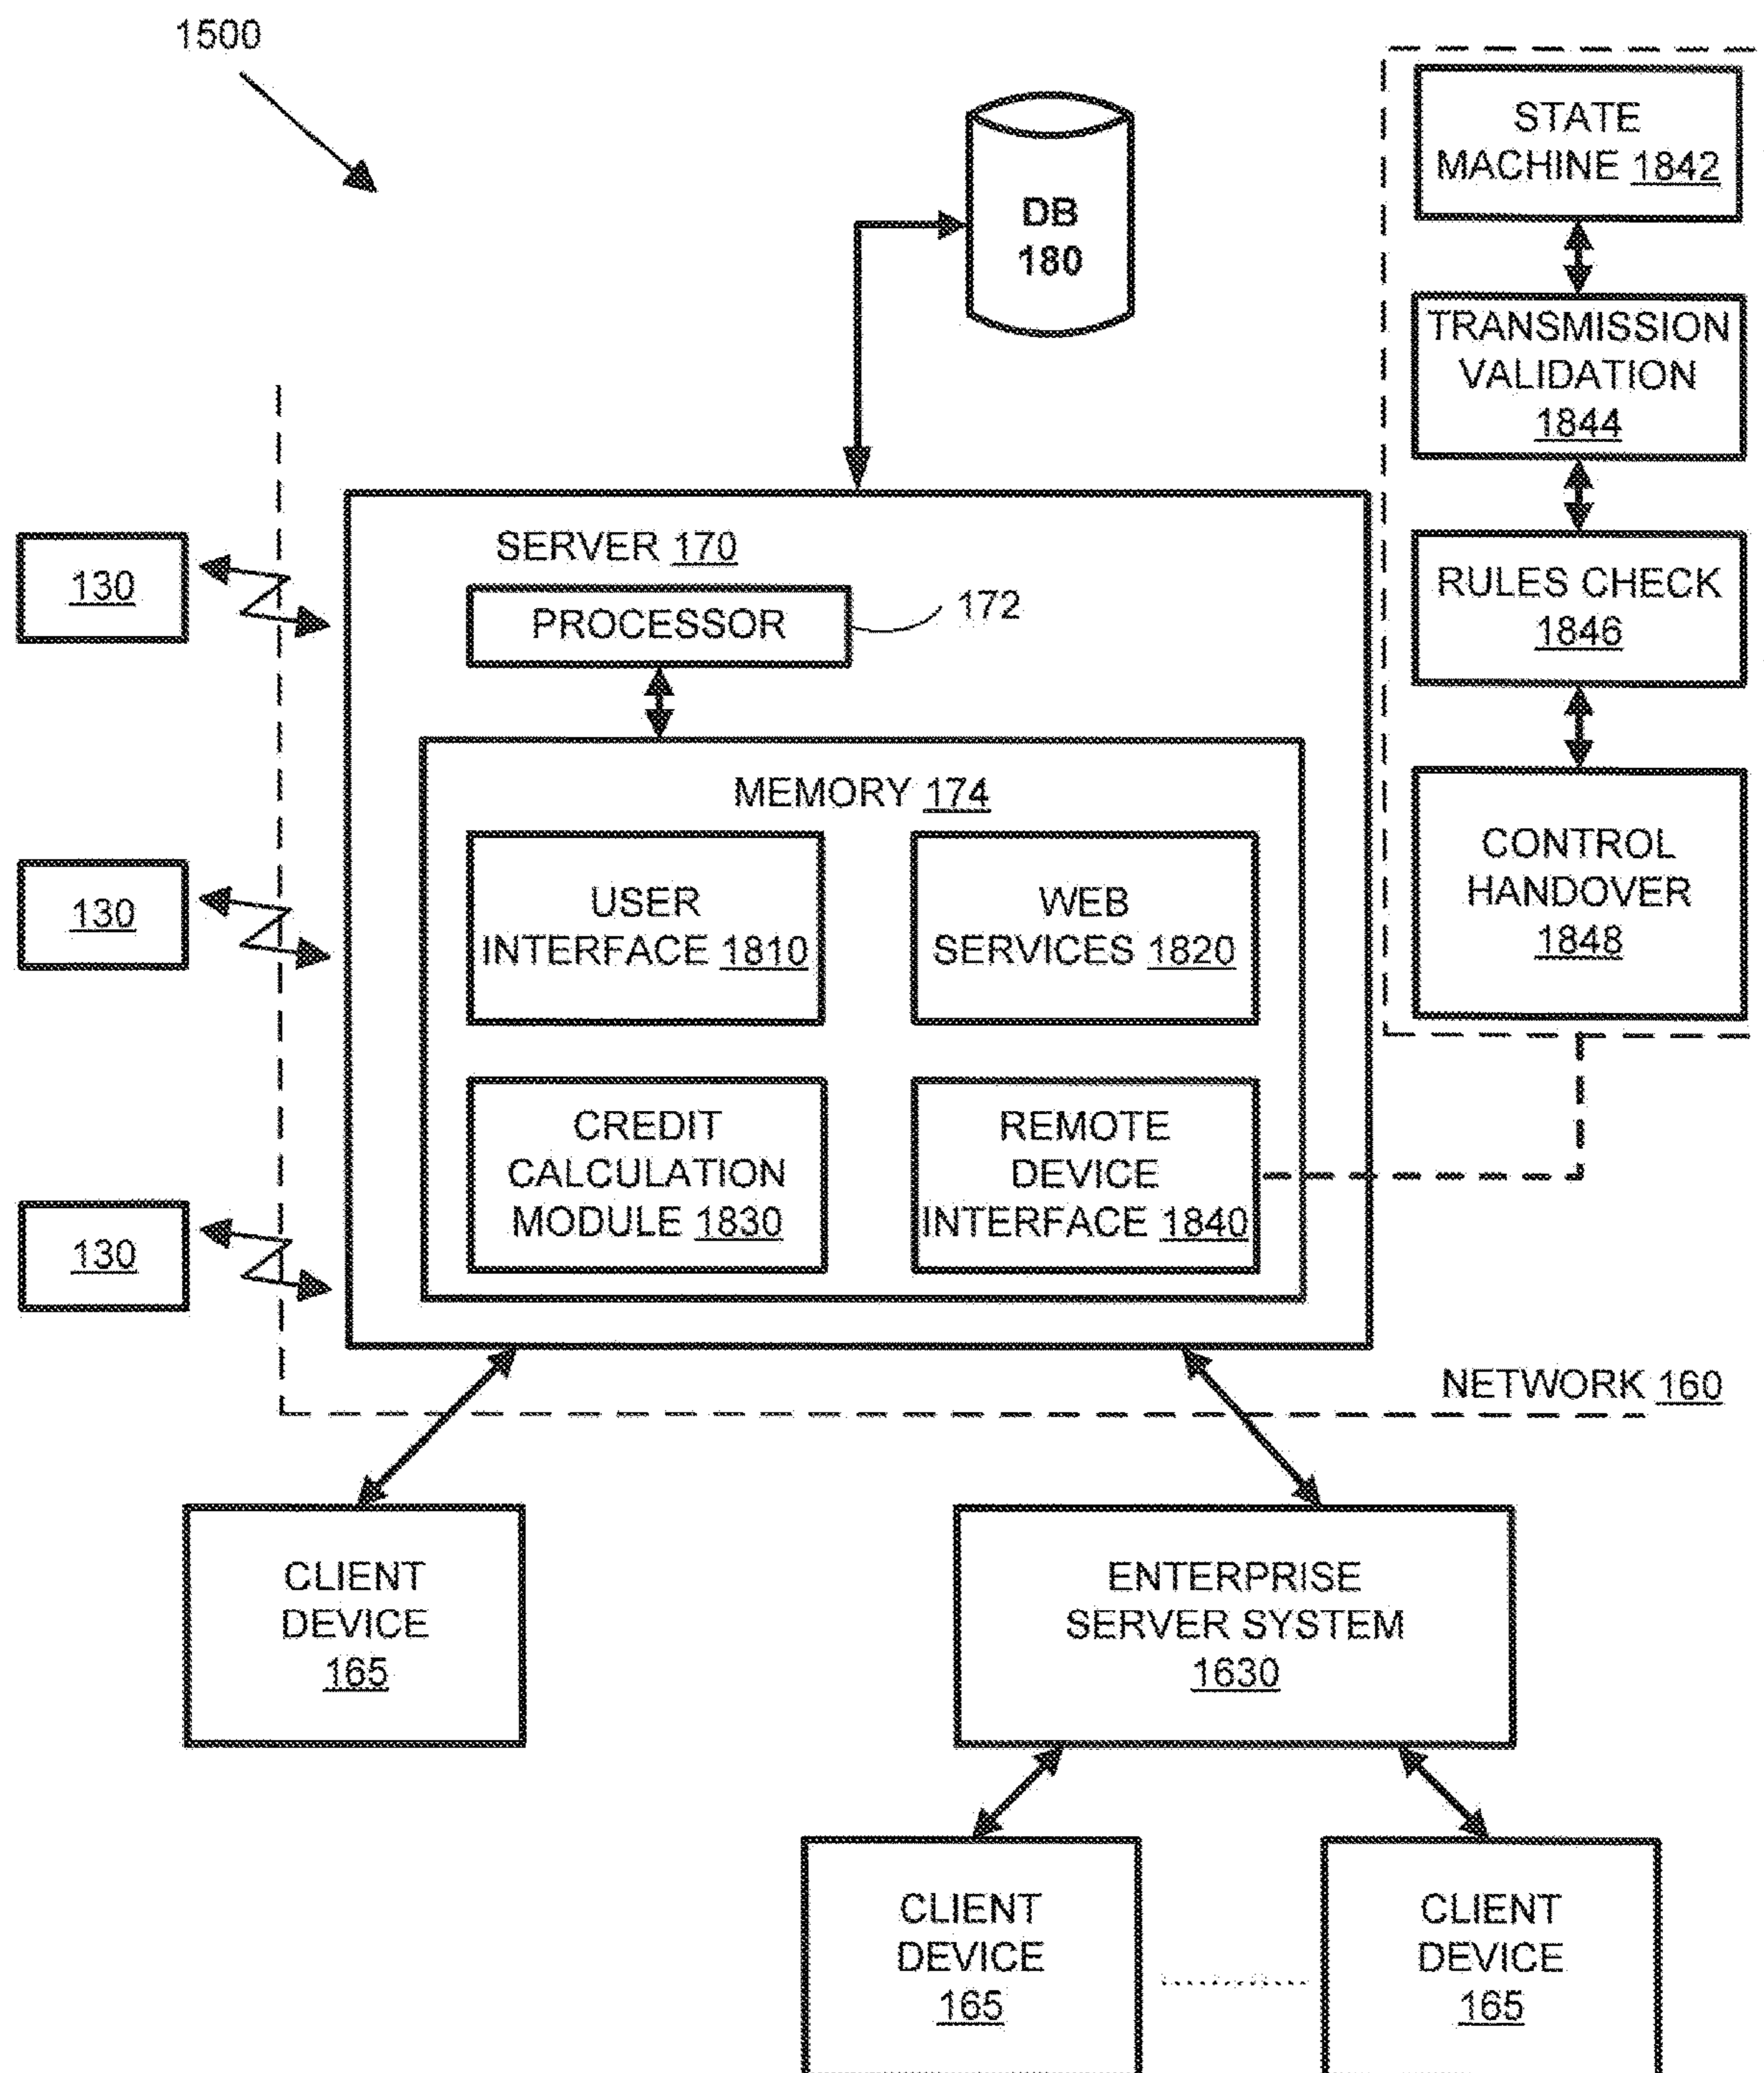 1500
DB
180
STATE
MACHINE 1842
TRANSMISSION
VALIDATION
1844
RULES CHECK
1846
CONTROL
HANDOVER
1848
130
130
130
SERVER 170
PROCESSOR
172
MEMORY 174
USER
INTERFACE 1810
WEB
SERVICES 1820
CREDIT
CALCULATION
MODULE 1830
REMOTE
DEVICE
INTERFACE 1840
NETWORK 160
CLIENT
DEVICE
165
ENTERPRISE
SERVER SYSTEM
1630
CLIENT
DEVICE
165
CLIENT
DEVICE
165